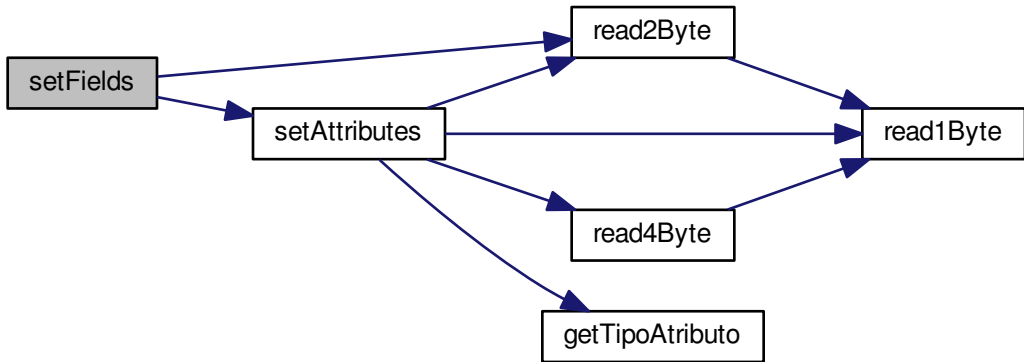 setFields
setAttributes
read2Byte
read4Byte
getTipoAtributo
read1Byte